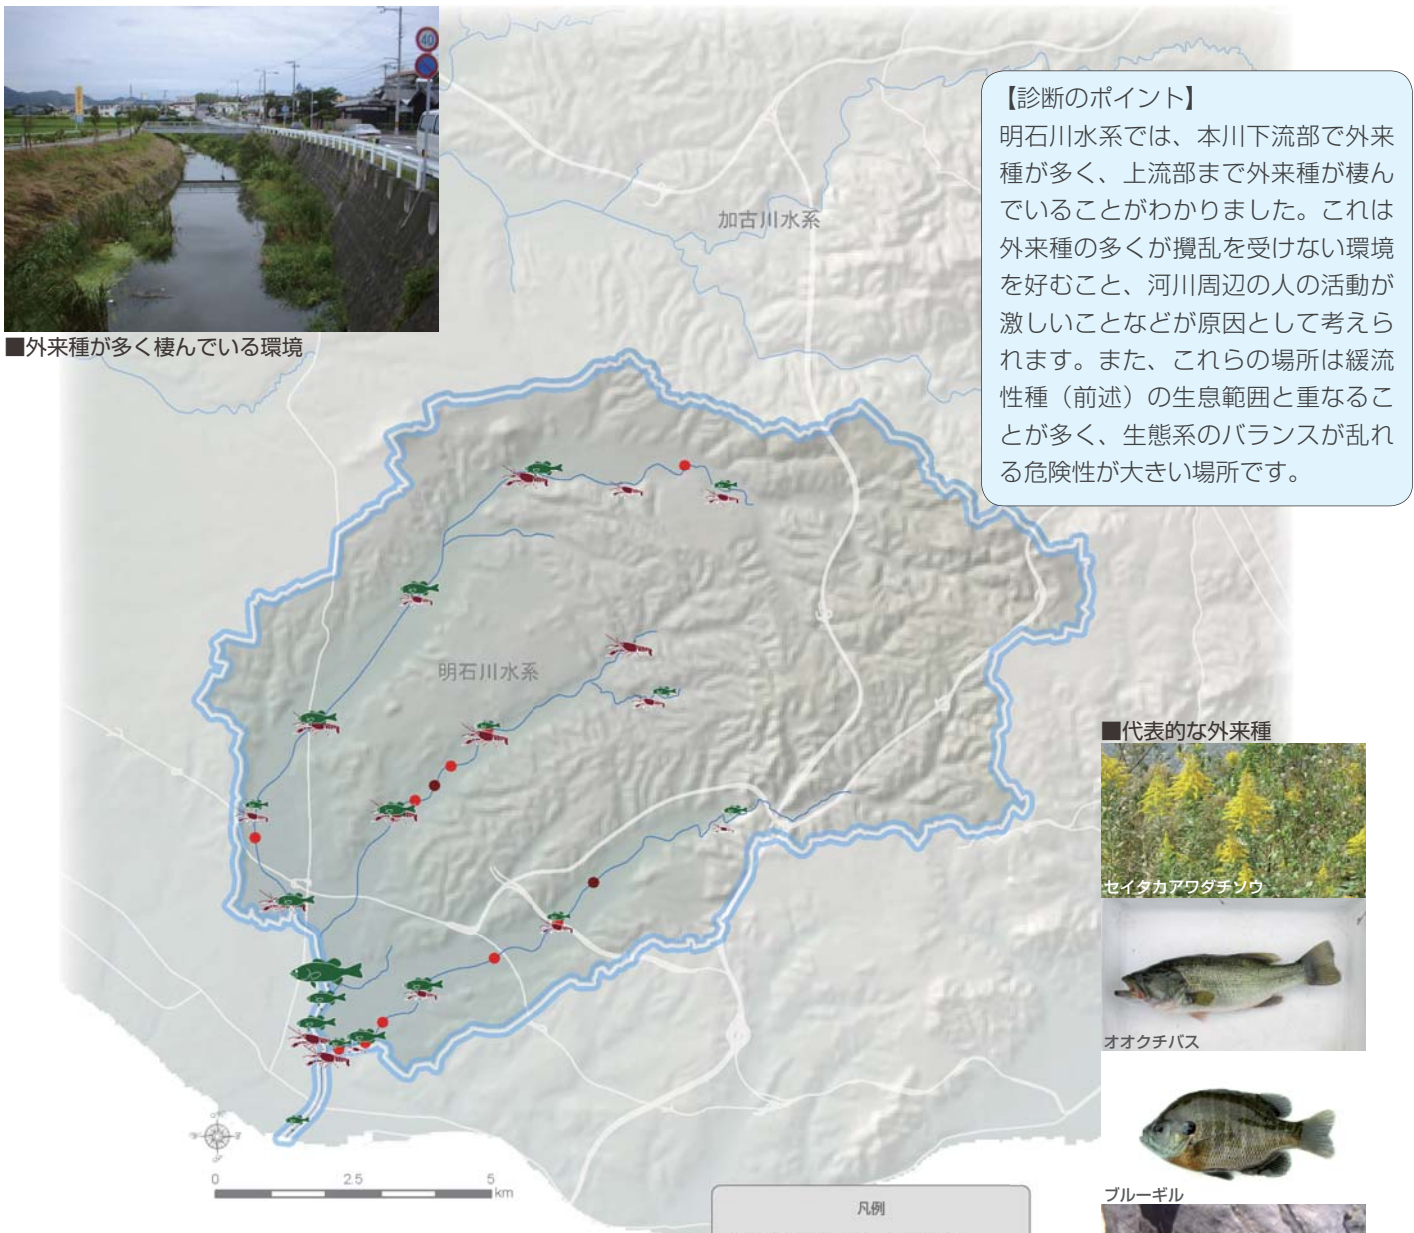 40
■外来種が多く棲んでいる環境
加古川水系
【診断のポイント】
明石川水系では、本川下流部で外来
種が多く、上流部まで外来種が棲ん
でいることがわかりました。これは
外来種の多くが攪乱を受けない環境
を好むこと、河川周辺の人の活動が
激しいことなどが原因として考えら
れます。また、これらの場所は緩流
性種（前述）の生息範囲と重なるこ
とが多く、生態系のバランスが乱れ
る危険性が大きい場所です。
明石川水系
■代表的な外来種
セイタカアワダチソウ
オオクチバス
ブルーギル
0 2.5 5
km
凡例